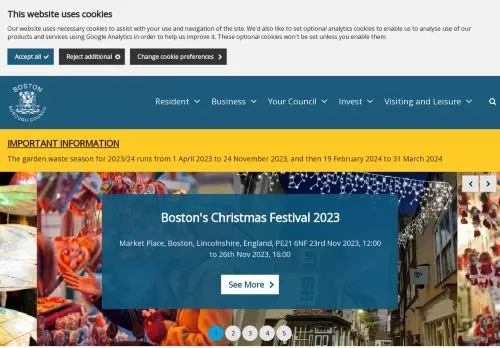 This website uses cookies
Our website uses necessary cookies to assist with your use and navigation of the site. We'd also like to set optional analytics cookies to enable us to analyse use of our
products and services using Google Analytics in order to help us improve it. These optional cookies won't be set unless you enable them.
Accept all
Reject additional
Change cookie preferences
BOSTON
BOROUGH COUNCIL
Resident
Business
Your Council
Invest
Visiting and Leisure
IMPORTANT INFORMATION
The garden waste season for 2023/24 runs from 1 April 2023 to 24 November 2023, and then 19 February 2024 to 31 March 2024
Boston's Christmas Festival 2023
Market Place, Boston, Lincolnshire, England, PE21 6NF 23rd Nov 2023, 12:00
to 26th Nov 2023, 16:00
See More
1 2 3 4 5